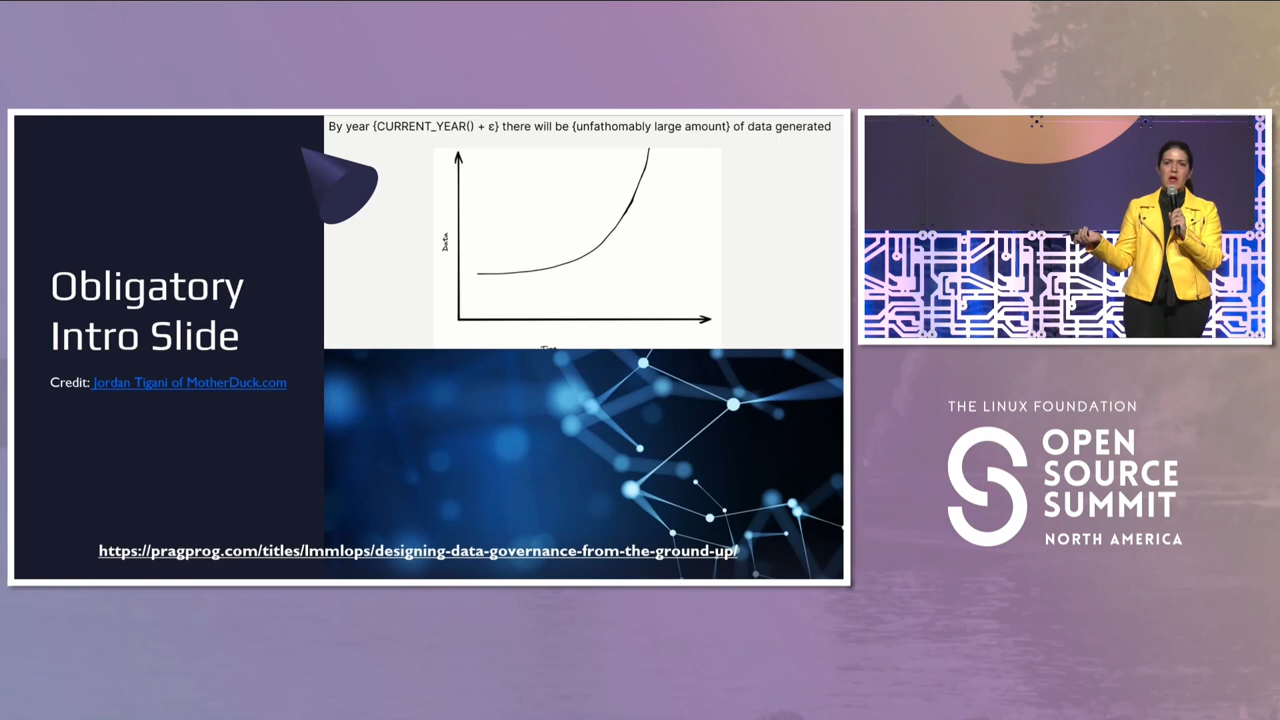 By year {CURRENT_YEAR() + ε} there will be {unfathomably large amount} of data generated
Data
Obligatory
Intro Slide
Credit: Jordan Tigani of MotherDuck.com
https://pragprog.com/titles/lmmlops/designing-data-governance-from-the-ground-up/
THE LINUX FOUNDATION
OPEN
SOURCE
SUMMIT
NORTH AMERICA